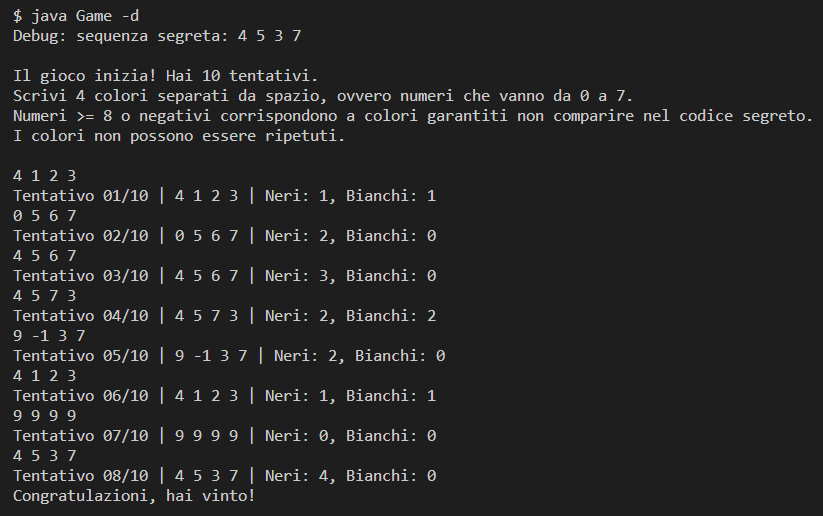 $ java Game -d
Debug: sequenza segreta: 4 5 3 7
Il gioco inizia! Hai 10 tentativi.
Scrivi 4 colori separati da spazio, ovvero numeri che vanno da 0 a 7.
Numeri >= 8 o negativi corrispondono a colori garantiti non comparire nel codice segreto.
I colori non possono essere ripetuti.
4 1 2 3
Tentativo 01/10 | 4 1 2 3 | Neri: 1, Bianchi: 1
0 5 6 7
Tentativo 02/10 | 0 5 6 7 | Neri: 2, Bianchi: 0
4 5 6 7
Tentativo 03/10 | 4 5 6 7 | Neri: 3, Bianchi: 0
4 5 7 3
Tentativo 04/10 | 4 5 7 3 | Neri: 2, Bianchi: 2
9 -1 3 7
Tentativo 05/10 | 9 -1 3 7 | Neri: 2, Bianchi: 0
4 1 2 3
Tentativo 06/10 | 4 1 2 3 | Neri: 1, Bianchi: 1
9 9 9 9
Tentativo 07/10 | 9 9 9 9 | Neri: 0, Bianchi: 0
4 5 3 7
Tentativo 08/10 | 4 5 3 7 | Neri: 4, Bianchi: 0
Congratulazioni, hai vinto!